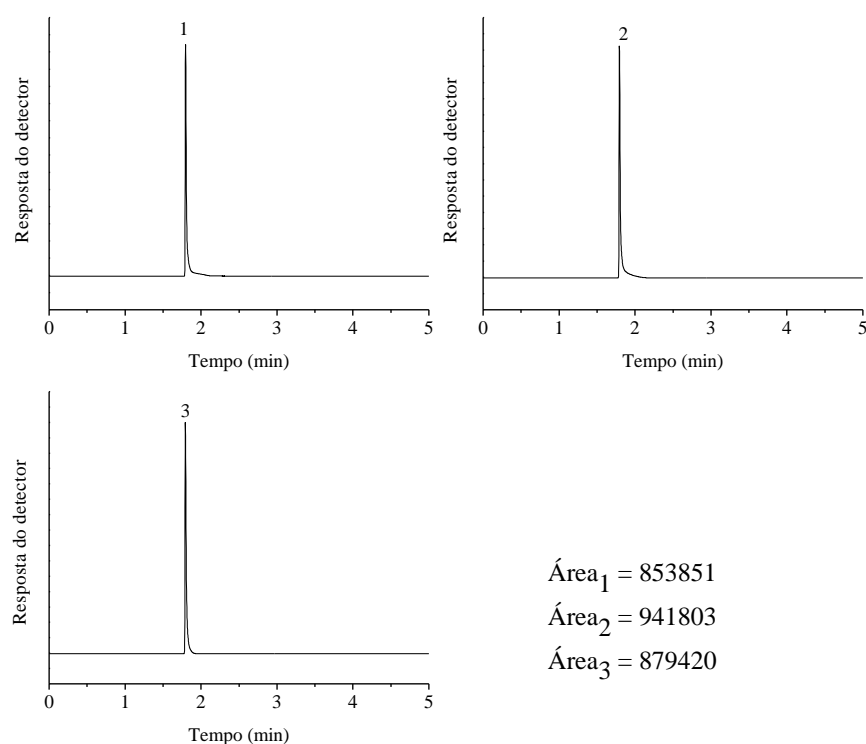 1
Resposta do detector
0 1 2 3 4 5
Tempo (min)
2
Resposta do detector
0 1 2 3 4 5
Tempo (min)
3
Resposta do detector
0 1 2 3 4 5
Tempo (min)
Área1 = 853851
Área2 = 941803
Área3 = 879420